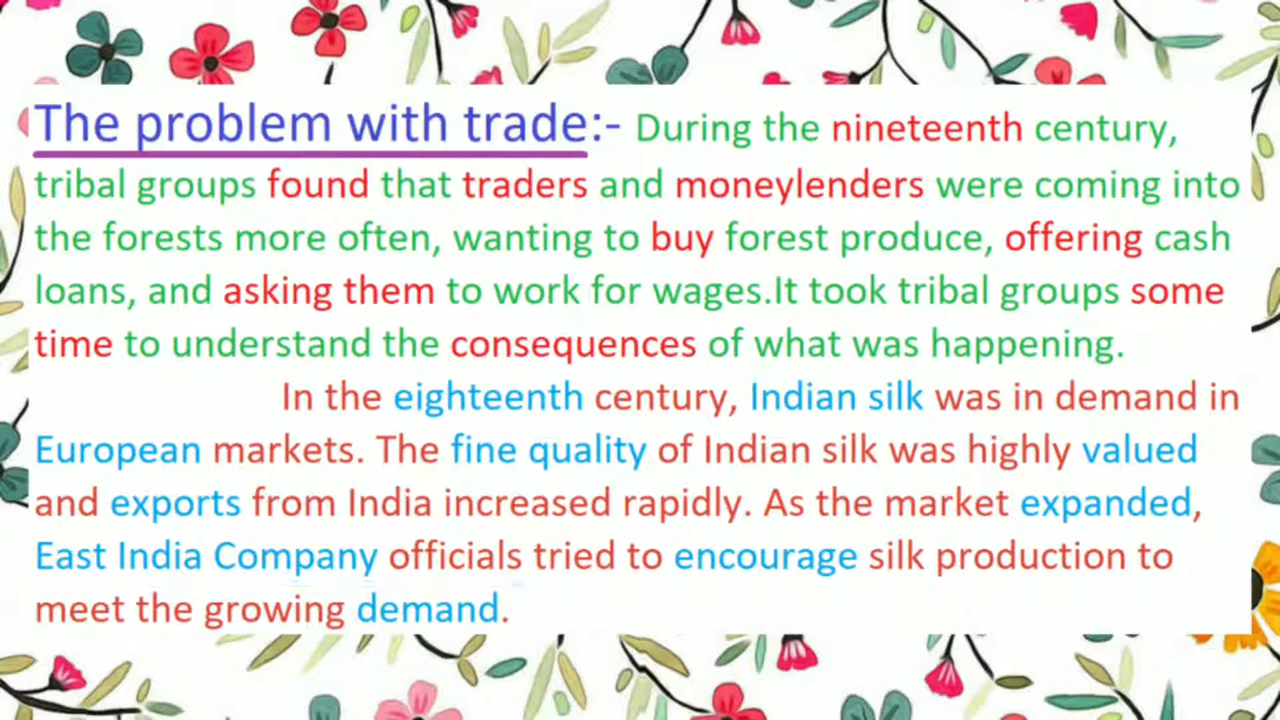 The problem with trade:- During the nineteenth century,
tribal groups found that traders and moneylenders were coming into
the forests more often, wanting to buy forest produce, offering cash
loans, and asking them to work for wages.It took tribal groups some
time to understand the consequences of what was happening.
In the eighteenth century, Indian silk was in demand in
European markets. The fine quality of Indian silk was highly valued
and exports from India increased rapidly. As the market expanded,
East India Company officials tried to encourage silk production to
meet the growing demand.